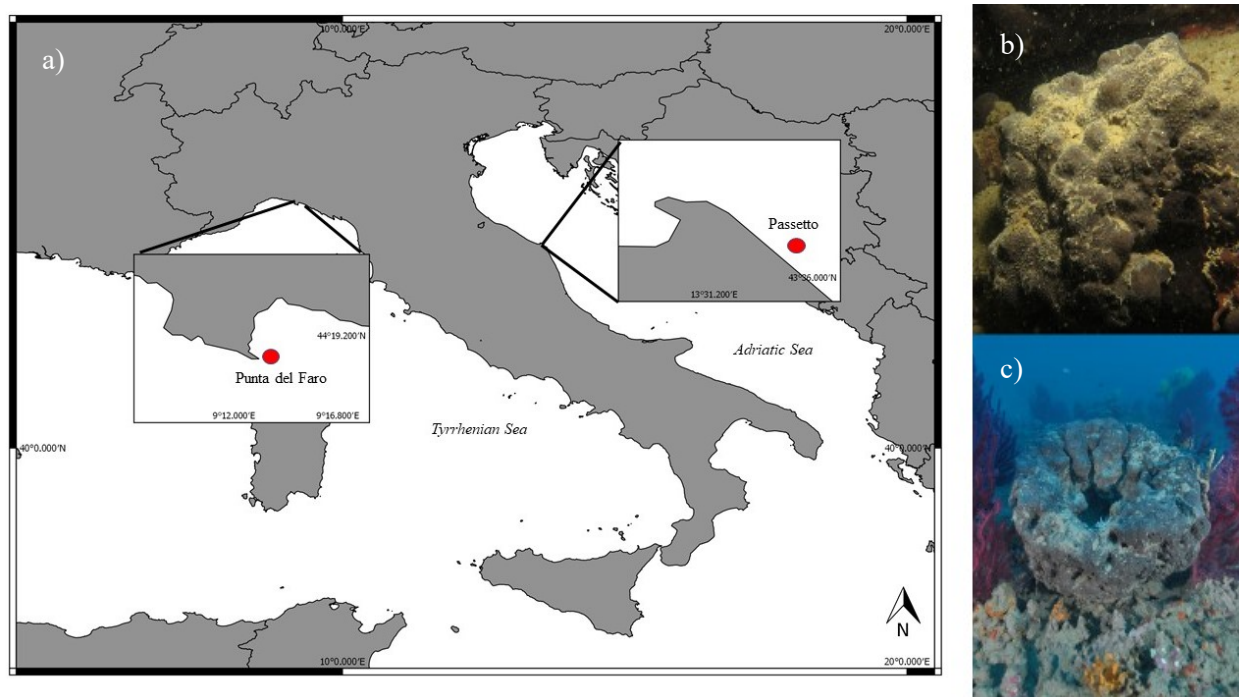 a)
10°0.000'E
20°0.000'E
Passetto
43°36.000'N
13°31.200'E
44°19.200'N
Punta del Faro
9°12.000'E
9°16.800'E
Adriatic Sea
Tyrrhenian Sea
40°0.000'N
40°0.000'N
N
10°0.000'E
20°0.000'E
b)
c)